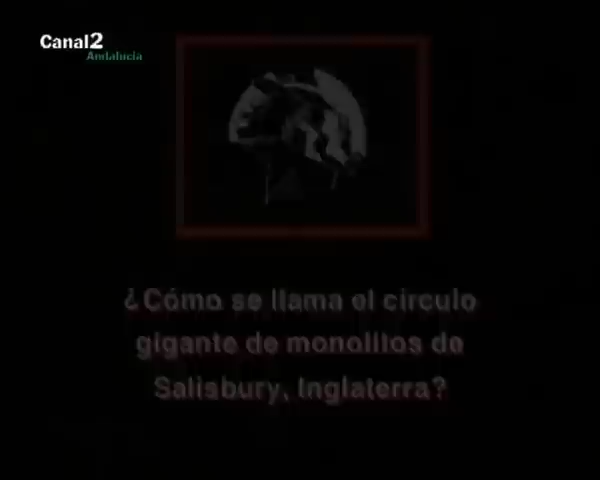 Canal2
Andalucía
¿Cómo se llama el circulo
gigante de monolitos de
Salisbury, Inglaterra?